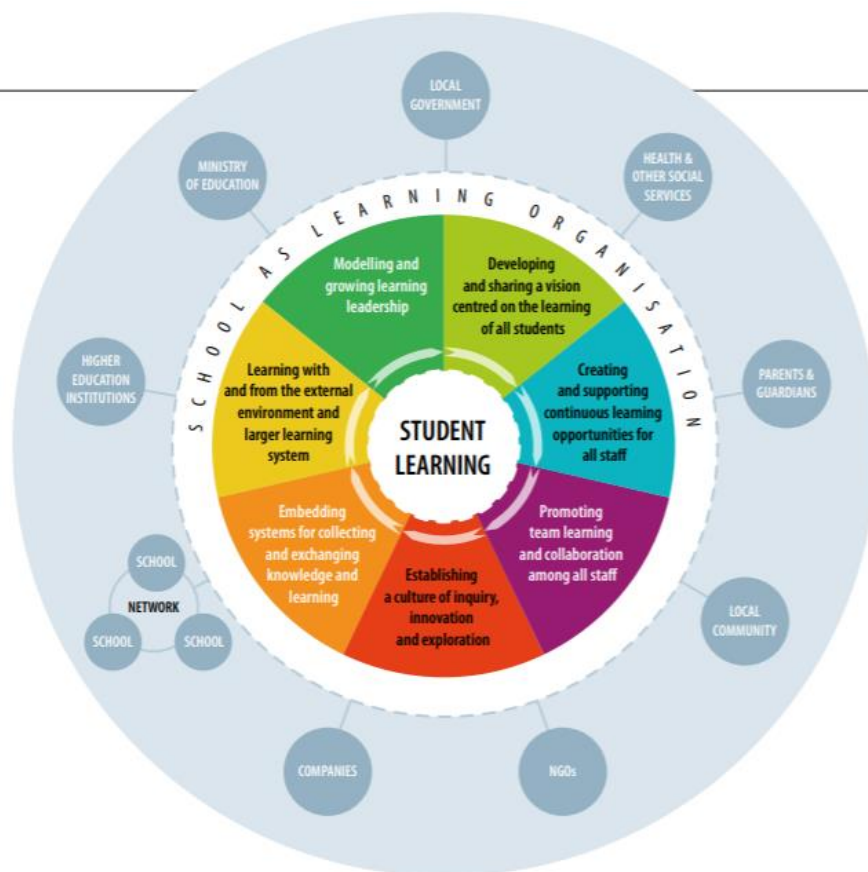 LOCAL
GOVERNMENT
MINISTRY
OF EDUCATION
HEALTH &
OTHER SOCIAL
SERVICES
SCHOOL AS LEARNING ORGANISATION
Modelling and
growing learning
leadership
Developing
and sharing a vision
centred on the learning
of all students
HIGHER
EDUCATION
INSTITUTIONS
Learning with
and from the external
environment and
larger learning
system
STUDENT
LEARNING
Creating
and supporting
continuous learning
opportunities for
all staff
PARENTS &
GUARDIANS
Embedding
systems for collecting
and exchanging
knowledge and
learning
Establishing
a culture of inquiry,
innovation
and exploration
Promoting
team learning
and collaboration
among all staff
SCHOOL
NETWORK
SCHOOL
SCHOOL
LOCAL
COMMUNITY
COMPANIES
NGOs